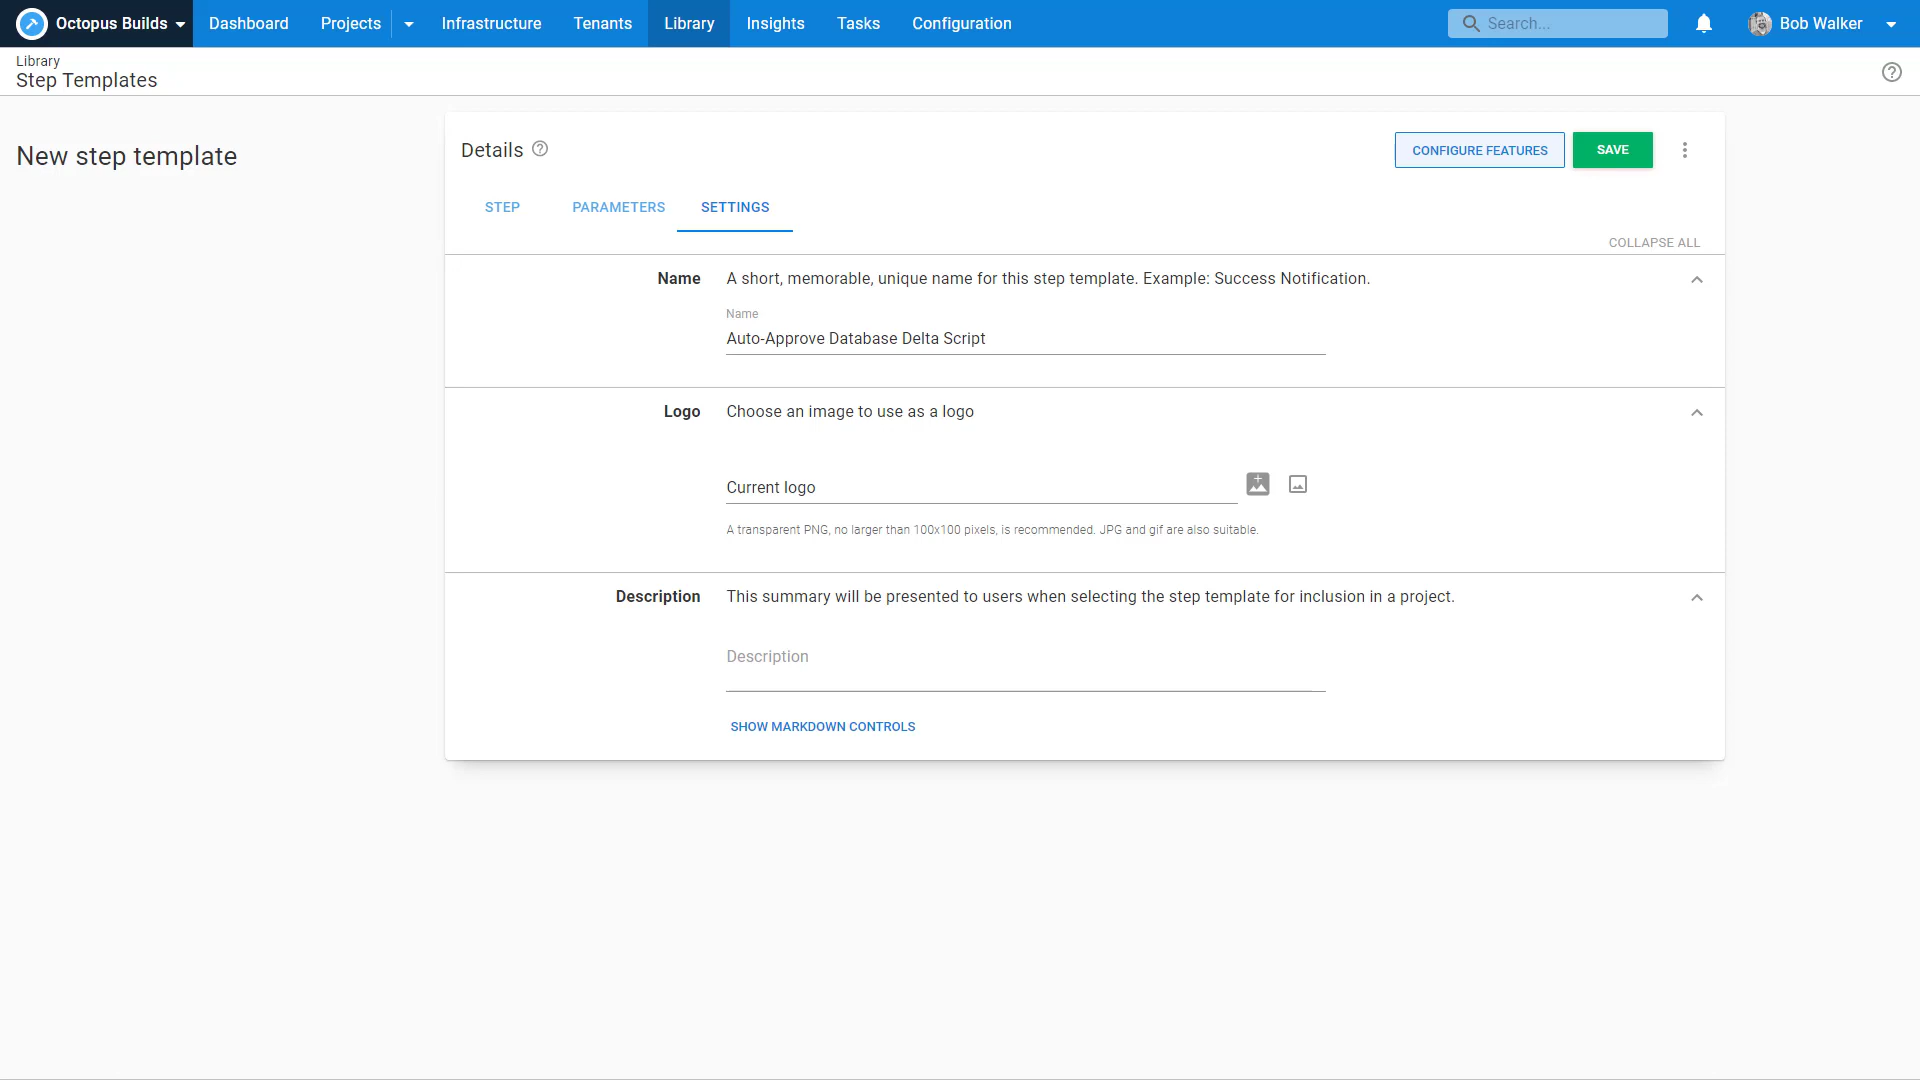 Octopus Builds Dashboard Projects Infrastructure Tenants Library Insights Tasks Configuration Search... Bob Walker
Library
Step Templates
New step template
Details CONFIGURE FEATURES SAVE
STEP PARAMETERS SETTINGS
COLLAPSE ALL
Name A short, memorable, unique name for this step template. Example: Success Notification.
Name
Auto-Approve Database Delta Script
Logo Choose an image to use as a logo
Current logo
A transparent PNG, no larger than 100x100 pixels, is recommended. JPG and gif are also suitable.
Description This summary will be presented to users when selecting the step template for inclusion in a project.
Description
SHOW MARKDOWN CONTROLS